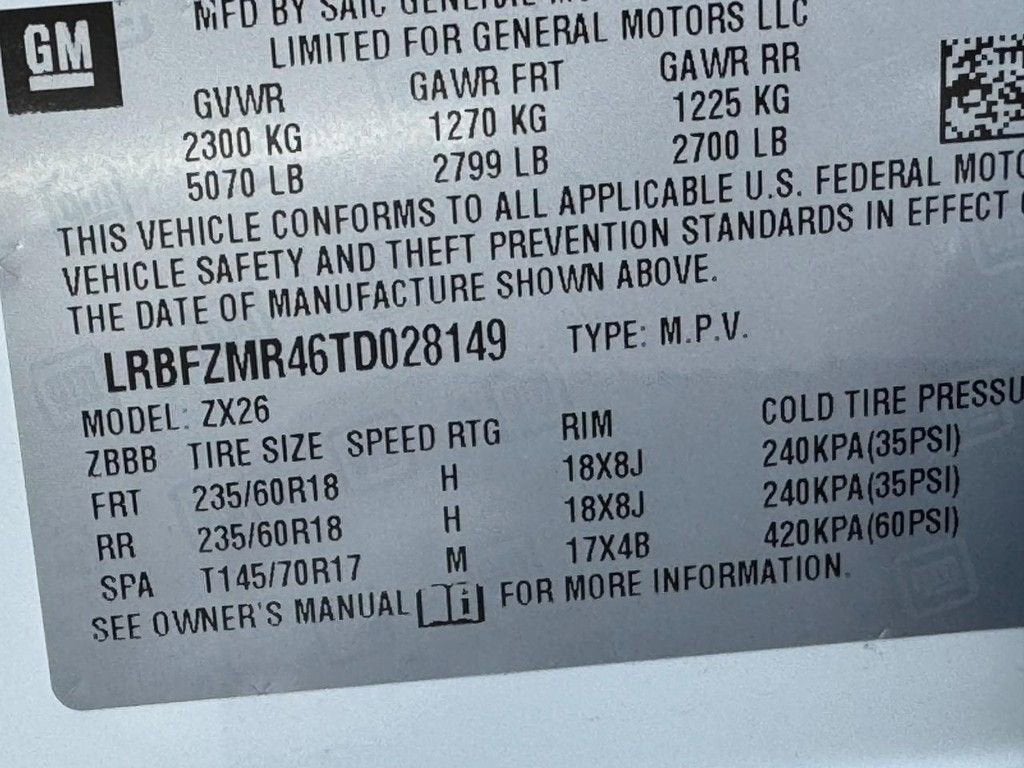 GM
MFD BY SAIC GENERAL
LIMITED FOR GENERAL MOTORS LLC
GVWR GAWR FRT GAWR RR
2300 KG 1270 KG 1225 KG
5070 LB 2799 LB 2700 LB
THIS VEHICLE CONFORMS TO ALL APPLICABLE U.S. FEDERAL MOTO
VEHICLE SAFETY AND THEFT PREVENTION STANDARDS IN EFFECT
THE DATE OF MANUFACTURE SHOWN ABOVE.
LRBFZMR46TD028149 TYPE: M.P.V.
MODEL: ZX26
ZBBB TIRE SIZE SPEED RTG RIM COLD TIRE PRESSU
FRT 235/60R18 H 18X8J 240KPA(35PSI)
RR 235/60R18 H 18X8J 240KPA(35PSI)
SPA T145/70R17 M 17X4B 420KPA(60PSI)
SEE OWNER'S MANUAL i FOR MORE INFORMATION.